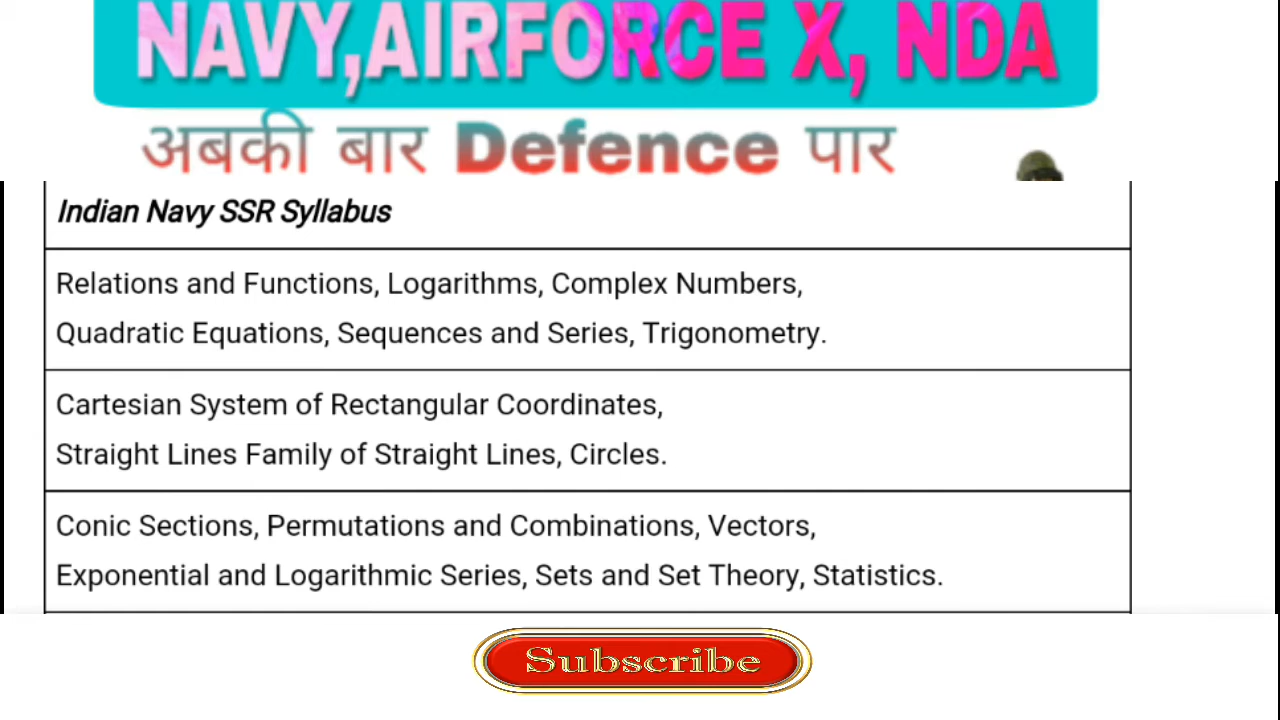 NAVY,AIRFORCE X, NDA
अबकी बार Defence पार
Indian Navy SSR Syllabus
Relations and Functions, Logarithms, Complex Numbers,
Quadratic Equations, Sequences and Series, Trigonometry.
Cartesian System of Rectangular Coordinates,
Straight Lines Family of Straight Lines, Circles.
Conic Sections, Permutations and Combinations, Vectors,
Exponential and Logarithmic Series, Sets and Set Theory, Statistics.
Subscribe